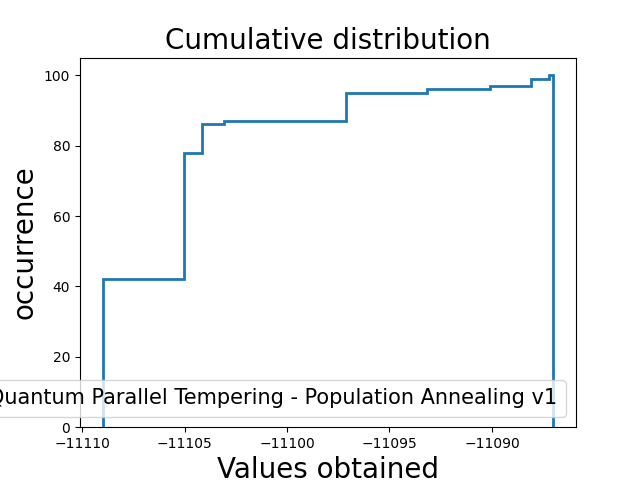 Cumulative distribution
occurrence
100
80
60
40
20
0
Quantum Parallel Tempering - Population Annealing v1
−11110 −11105 −11100 −11095 −11090
Values obtained